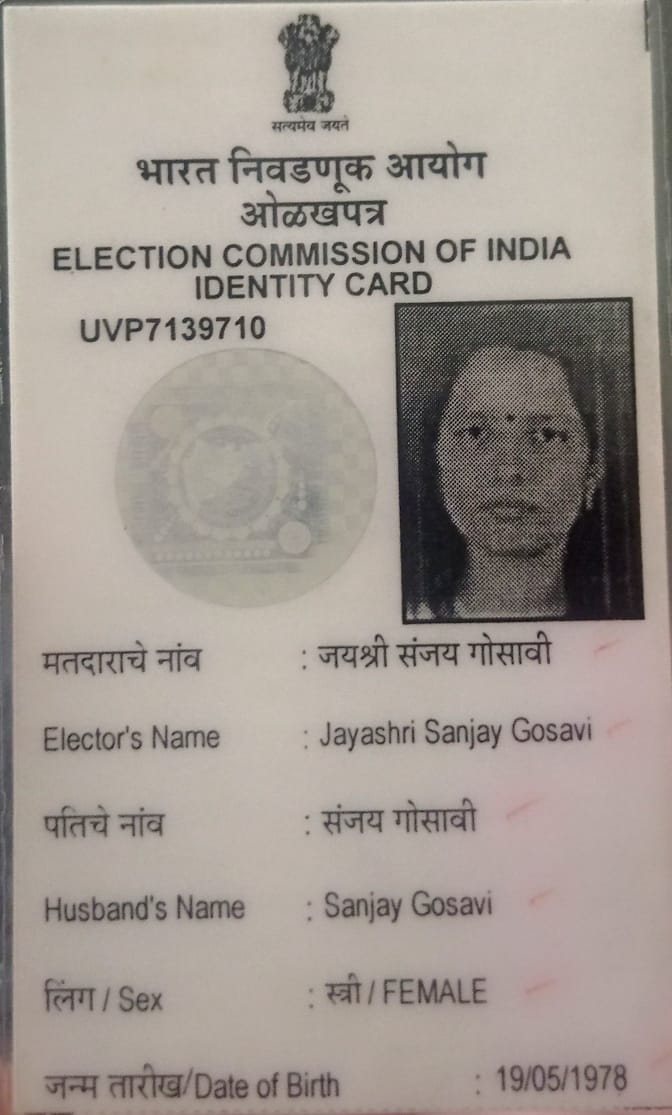 सत्यमेव जयते
भारत निवडणूक आयोग
ओळखपत्र
ELECTION COMMISSION OF INDIA
IDENTITY CARD
UVP7139710
मतदाराचे नांव : जयश्री संजय गोसावी
Elector's Name : Jayashri Sanjay Gosavi
पतिचे नांव : संजय गोसावी
Husband's Name : Sanjay Gosavi
लिंग / Sex : स्त्री / FEMALE
जन्म तारीख/Date of Birth : 19/05/1978